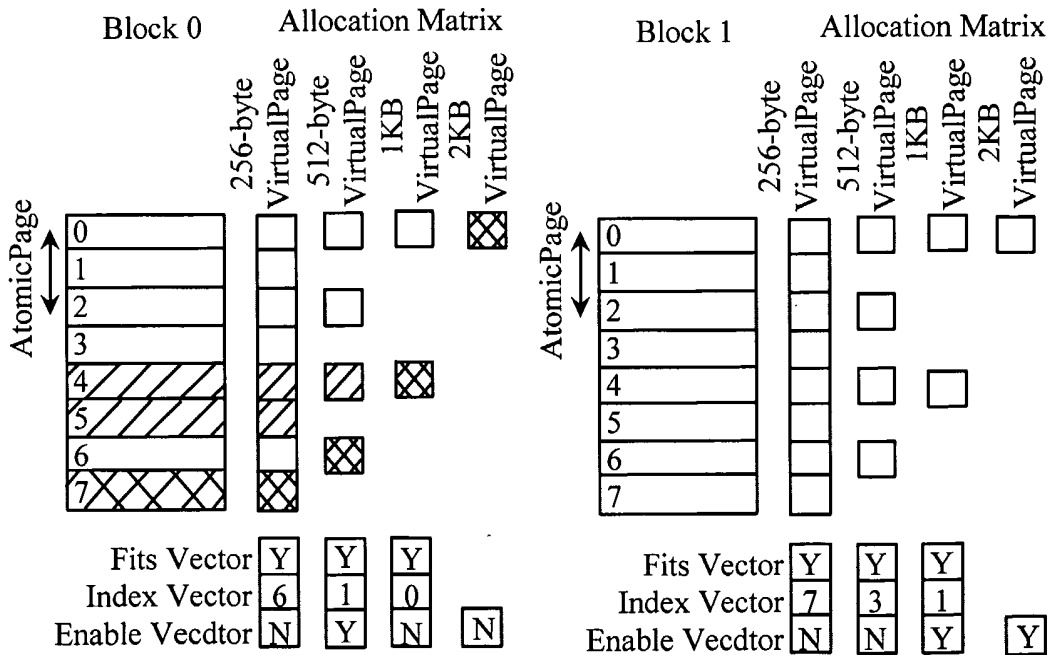 Block 0
Allocation Matrix
256-byte
VirtualPage
512-byte
VirtualPage
1KB
VirtualPage
2KB
VirtualPage
AtomicPage
0
1
2
3
4
5
6
7
Fits Vector Y Y Y
Index Vector 6 1 0
Enable Vecdtor N Y N N
Block 1
Allocation Matrix
256-byte
VirtualPage
512-byte
VirtualPage
1KB
VirtualPage
2KB
VirtualPage
AtomicPage
0
1
2
3
4
5
6
7
Fits Vector Y Y Y
Index Vector 7 3 1
Enable Vecdtor N N Y Y